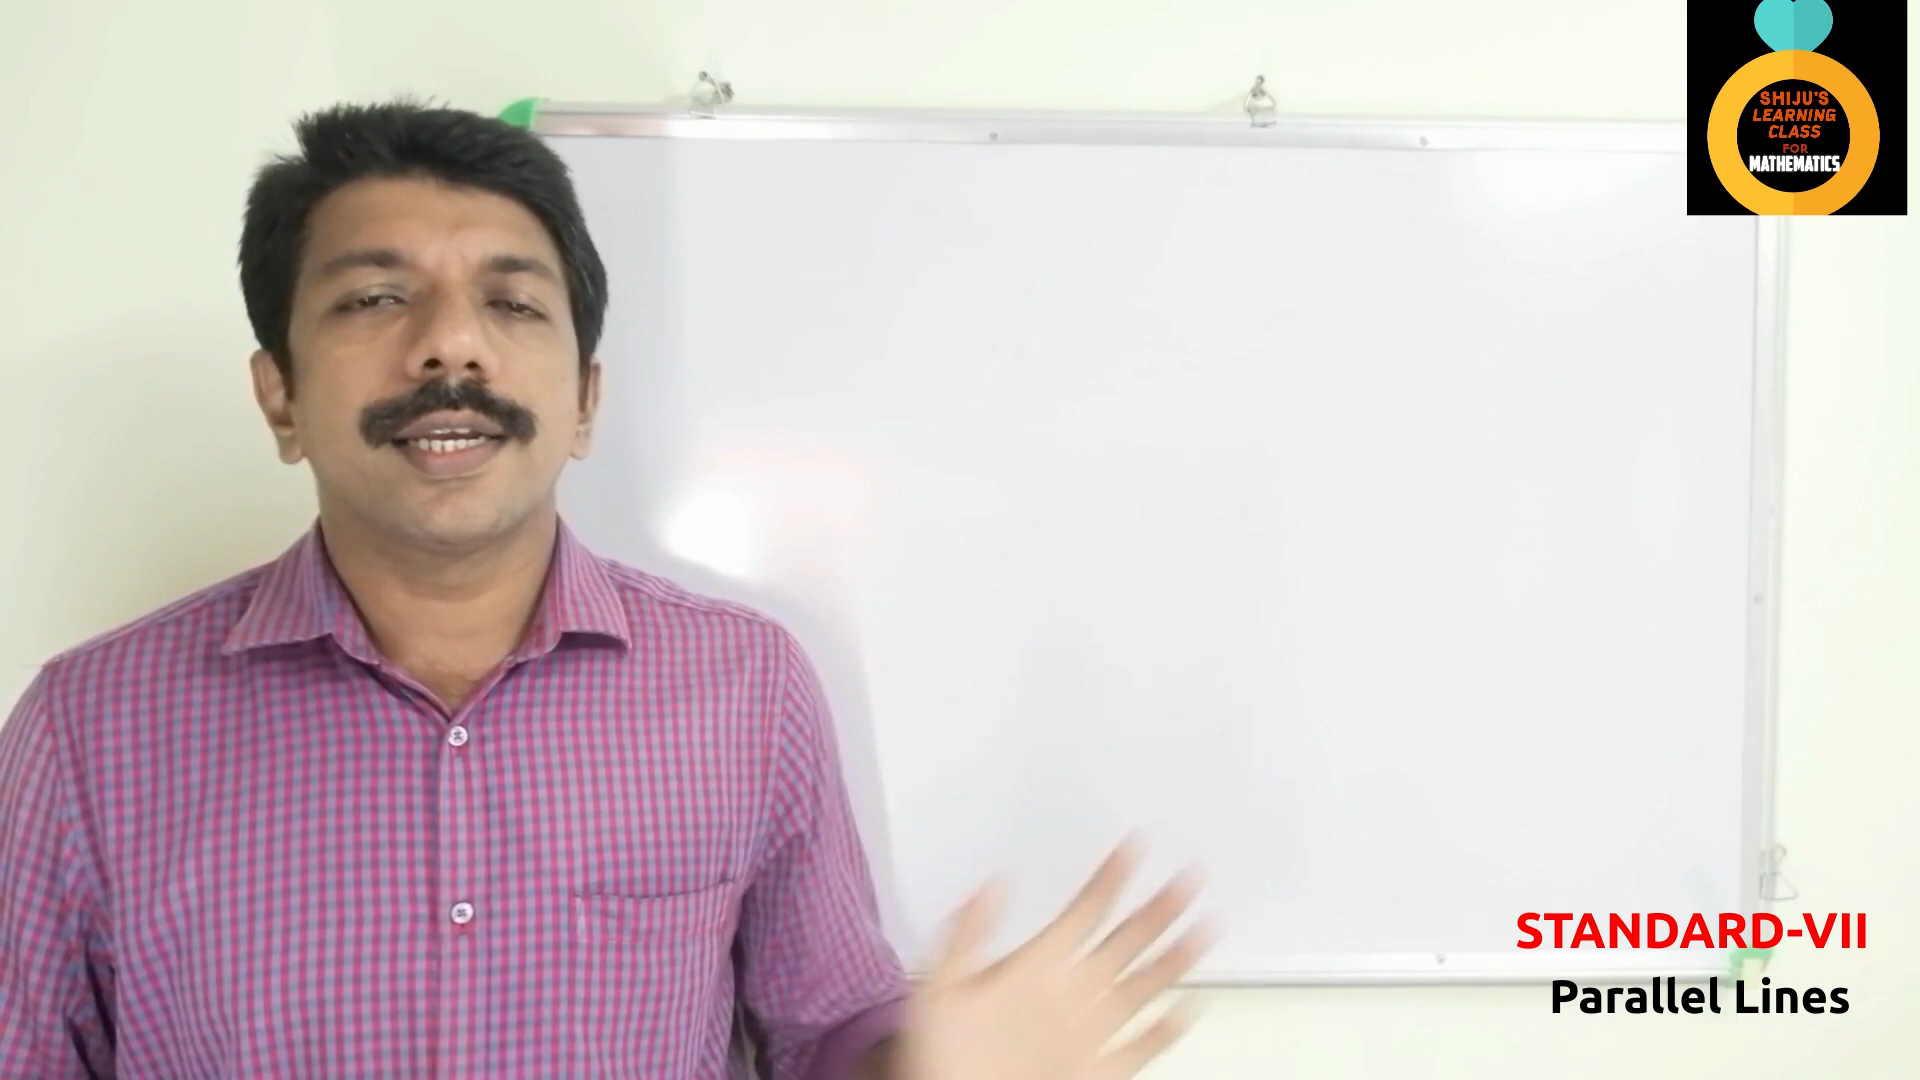 SHIJU'S
LEARNING
CLASS
FOR
MATHEMATICS
STANDARD-VII
Parallel Lines